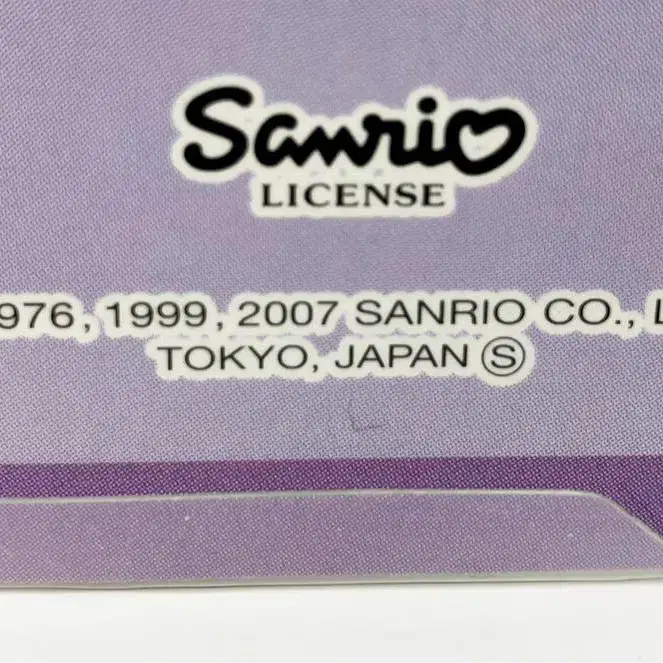 Sanrio
LICENSE
976, 1999, 2007 SANRIO CO., L
TOKYO, JAPAN Ⓢ